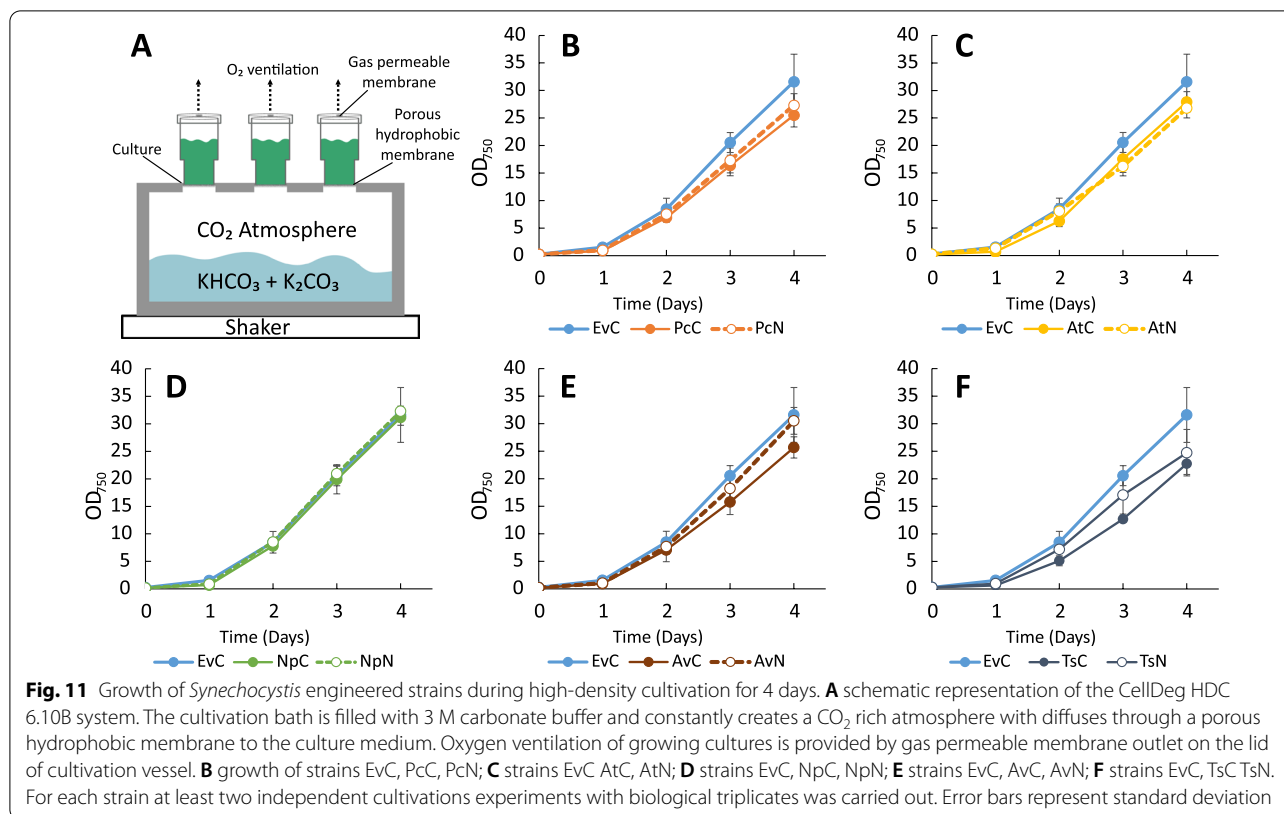 A
O₂ ventilation
Gas permeable
membrane
Porous
hydrophobic
membrane
Culture
CO₂ Atmosphere
KHCO₃ + K₂CO₃
Shaker
B
40
35
30
25
20
15
10
5
0
OD₇₅₀
0 1 2 3 4
Time (Days)
EvC PcC PcN
C
40
35
30
25
20
15
10
5
0
OD₇₅₀
0 1 2 3 4
Time (Days)
EvC AtC AtN
D
40
35
30
25
20
15
10
5
0
OD₇₅₀
0 1 2 3 4
Time (Days)
EvC NpC NpN
E
40
35
30
25
20
15
10
5
0
OD₇₅₀
0 1 2 3 4
Time (Days)
EvC AvC AvN
F
40
35
30
25
20
15
10
5
0
OD₇₅₀
0 1 2 3 4
Time (Days)
EvC TsC TsN
Fig. 11 Growth of Synechocystis engineered strains during high-density cultivation for 4 days. A schematic representation of the CellDeg HDC
6.10B system. The cultivation bath is filled with 3 M carbonate buffer and constantly creates a CO₂ rich atmosphere with diffuses through a porous
hydrophobic membrane to the culture medium. Oxygen ventilation of growing cultures is provided by gas permeable membrane outlet on the lid
of cultivation vessel. B growth of strains EvC, PcC, PcN; C strains EvC AtC, AtN; D strains EvC, NpC, NpN; E strains EvC, AvC, AvN; F strains EvC, TsC TsN.
For each strain at least two independent cultivations experiments with biological triplicates was carried out. Error bars represent standard deviation